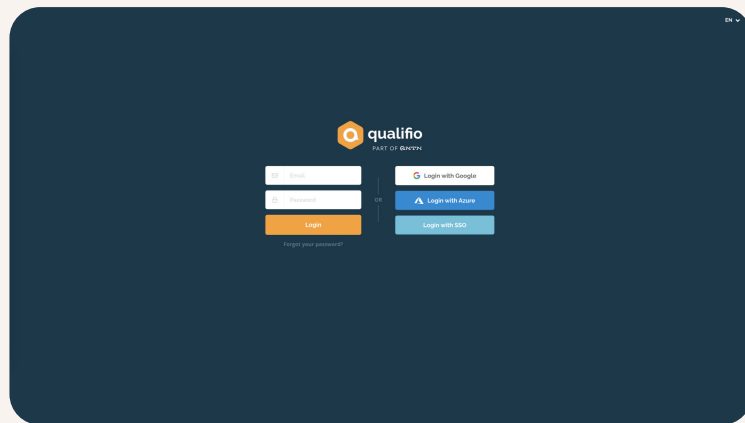 EN
qualifio
PART OF GNTN
Email
Password
Login
Forgot your password?
OR
Login with Google
Login with Azure
Login with SSO